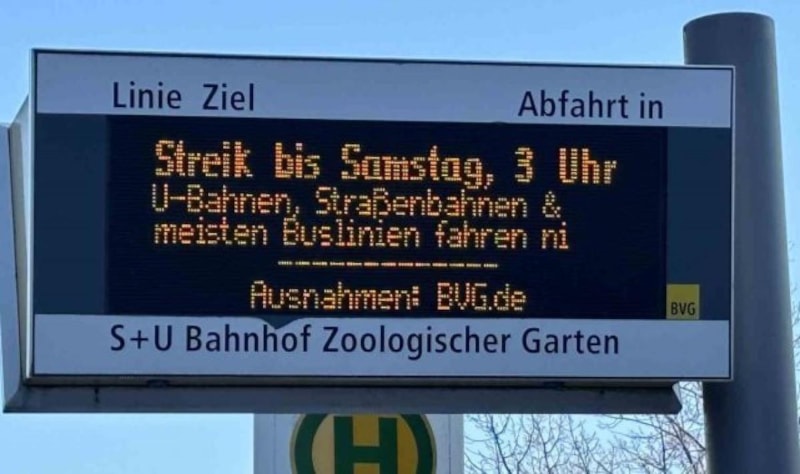 Linie Ziel Abfahrt in
Streik bis Samstag, 3 Uhr
U-Bahnen, Straßenbahnen &
meisten Buslinien fahren ni
----------------
Ausnahmen: BVG.de
BVG
S+U Bahnhof Zoologischer Garten
H